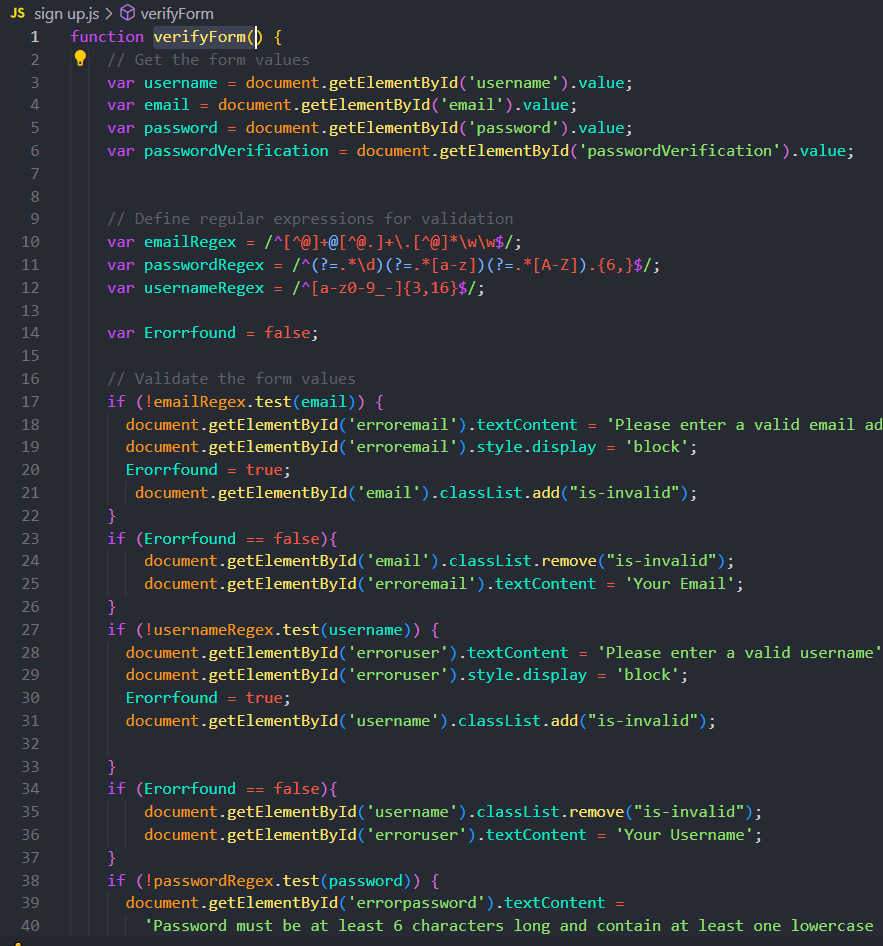 JS sign up.js > verifyForm
1 function verifyForm() {
2 // Get the form values
3 var username = document.getElementById('username').value;
4 var email = document.getElementById('email').value;
5 var password = document.getElementById('password').value;
6 var passwordVerification = document.getElementById('passwordVerification').value;
7
8
9 // Define regular expressions for validation
10 var emailRegex = /^[^@]+@[^@.]+\.[^@]*\w\w$/;
11 var passwordRegex = /^(?=.*\d)(?=.*[a-z])(?=.*[A-Z]).{6,}$/;
12 var usernameRegex = /^[a-z0-9_-]{3,16}$/;
13
14 var Erorrfound = false;
15
16 // Validate the form values
17 if (!emailRegex.test(email)) {
18 document.getElementById('erroremail').textContent = 'Please enter a valid email ad
19 document.getElementById('erroremail').style.display = 'block';
20 Erorrfound = true;
21 document.getElementById('email').classList.add("is-invalid");
22 }
23 if (Erorrfound == false){
24 document.getElementById('email').classList.remove("is-invalid");
25 document.getElementById('erroremail').textContent = 'Your Email';
26 }
27 if (!usernameRegex.test(username)) {
28 document.getElementById('erroruser').textContent = 'Please enter a valid username'
29 document.getElementById('erroruser').style.display = 'block';
30 Erorrfound = true;
31 document.getElementById('username').classList.add("is-invalid");
32
33 }
34 if (Erorrfound == false){
35 document.getElementById('username').classList.remove("is-invalid");
36 document.getElementById('erroruser').textContent = 'Your Username';
37 }
38 if (!passwordRegex.test(password)) {
39 document.getElementById('errorpassword').textContent =
40 'Password must be at least 6 characters long and contain at least one lowercase